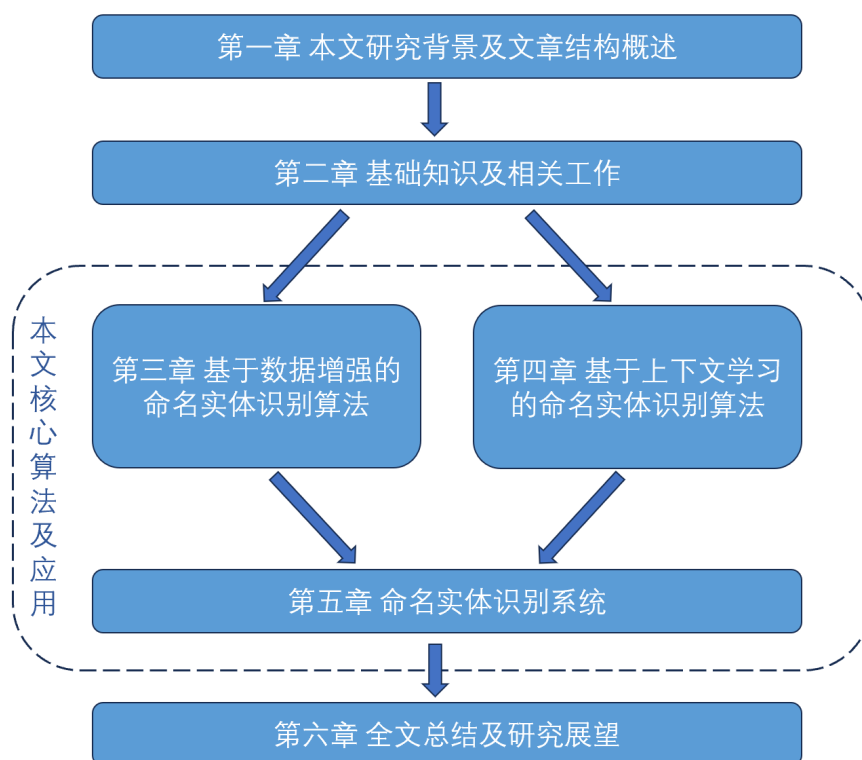 第一章 本文研究背景及文章结构概述
第二章 基础知识及相关工作
本文核心算法及应用
第三章 基于数据增强的
命名实体识别算法
第四章 基于上下文学习
的命名实体识别算法
第五章 命名实体识别系统
第六章 全文总结及研究展望